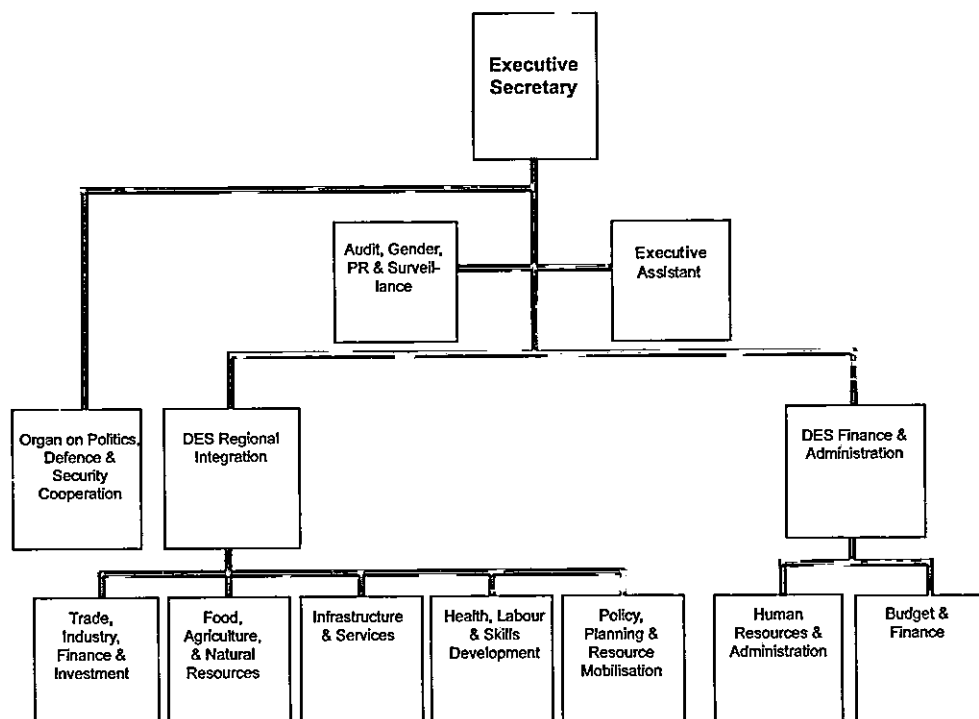 Executive
Secretary
Audit, Gender,
PR & Surveil-
lance
Executive
Assistant
Organ on Politics,
Defence &
Security
Cooperation
DES Regional
Integration
DES Finance &
Administration
Trade,
Industry,
Finance &
Investment
Food,
Agriculture,
& Natural
Resources
Infrastructure
& Services
Health, Labour
& Skills
Development
Policy,
Planning &
Resource
Mobilisation
Human
Resources &
Administration
Budget &
Finance